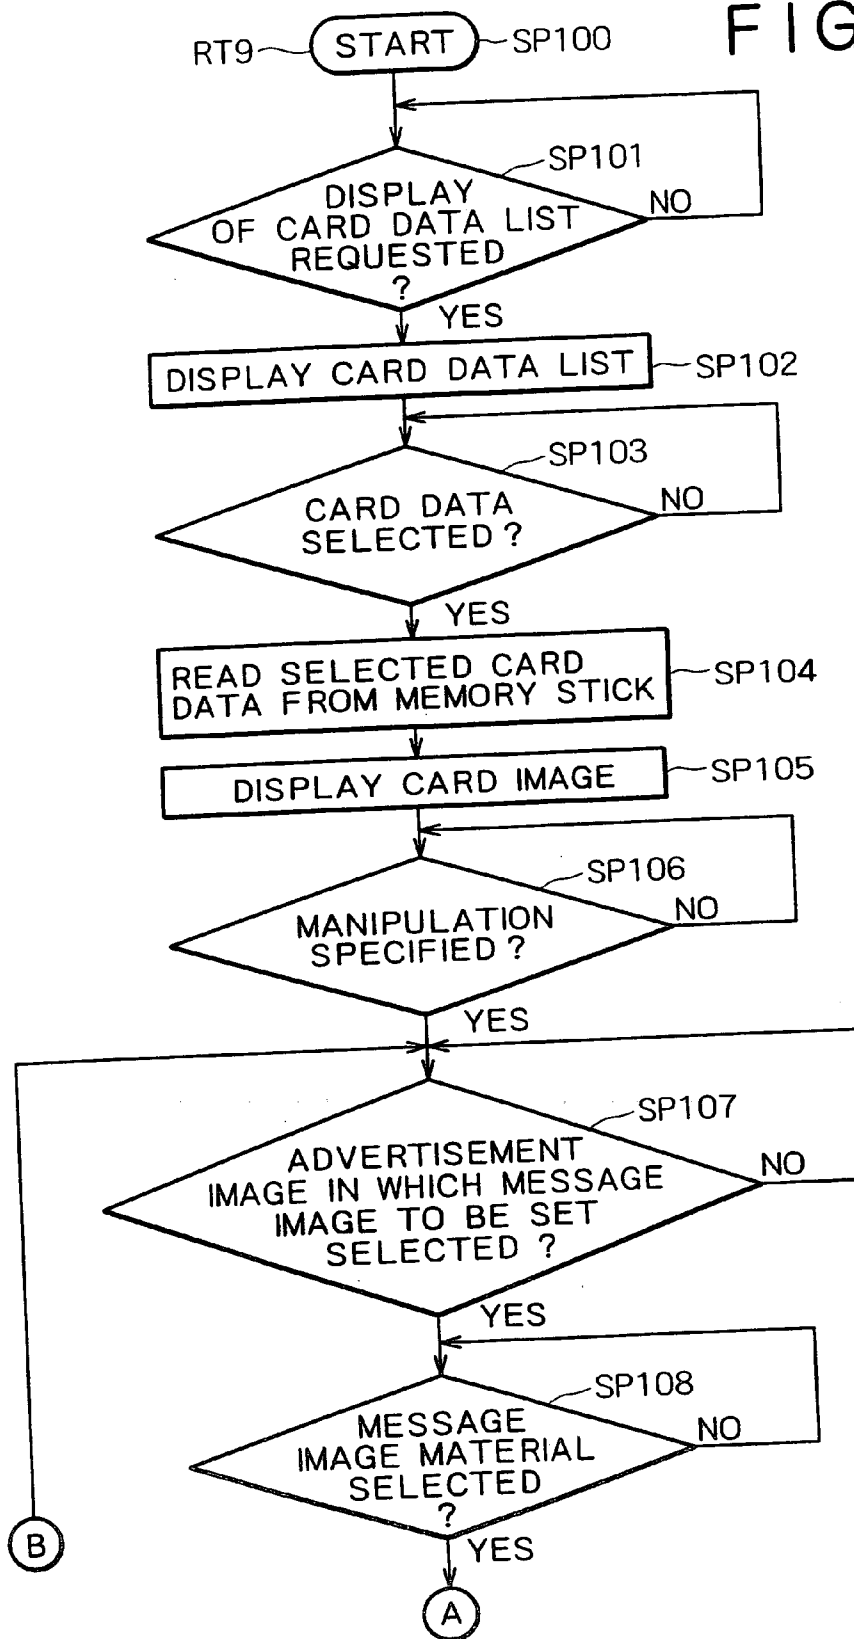 FIG
RT9
START
SP100
SP101
DISPLAY
OF CARD DATA LIST
REQUESTED
?
NO
YES
DISPLAY CARD DATA LIST
SP102
SP103
CARD DATA
SELECTED ?
NO
YES
READ SELECTED CARD
DATA FROM MEMORY STICK
SP104
DISPLAY CARD IMAGE
SP105
SP106
MANIPULATION
SPECIFIED ?
NO
YES
SP107
ADVERTISEMENT
IMAGE IN WHICH MESSAGE
IMAGE TO BE SET
SELECTED ?
NO
YES
SP108
MESSAGE
IMAGE MATERIAL
SELECTED
?
NO
YES
B
A